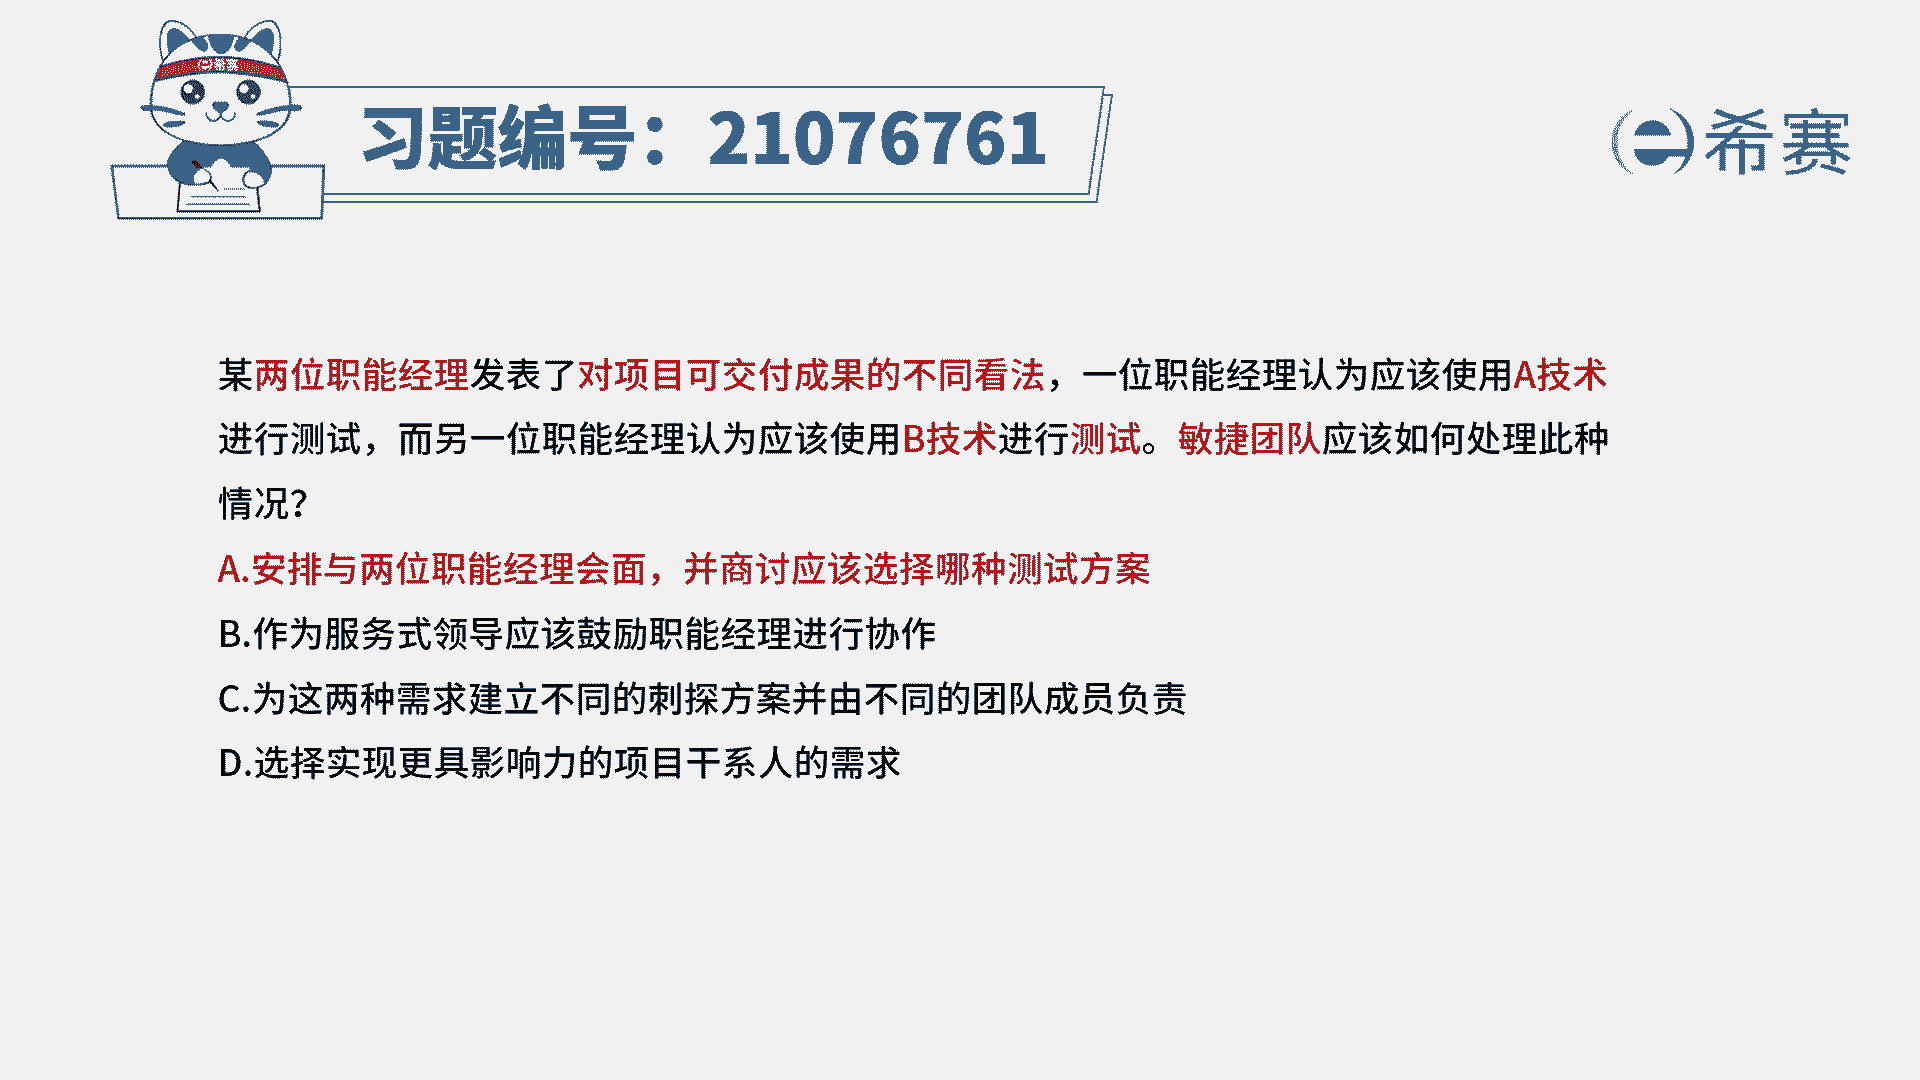 e希赛
习题编号：21076761
e希赛
某两位职能经理发表了对项目可交付成果的不同看法，一位职能经理认为应该使用A技术
进行测试，而另一位职能经理认为应该使用B技术进行测试。敏捷团队应该如何处理此种
情况？
A.安排与两位职能经理会面，并商讨应该选择哪种测试方案
B.作为服务式领导应该鼓励职能经理进行协作
C.为这两种需求建立不同的刺探方案并由不同的团队成员负责
D.选择实现更具影响力的项目干系人的需求